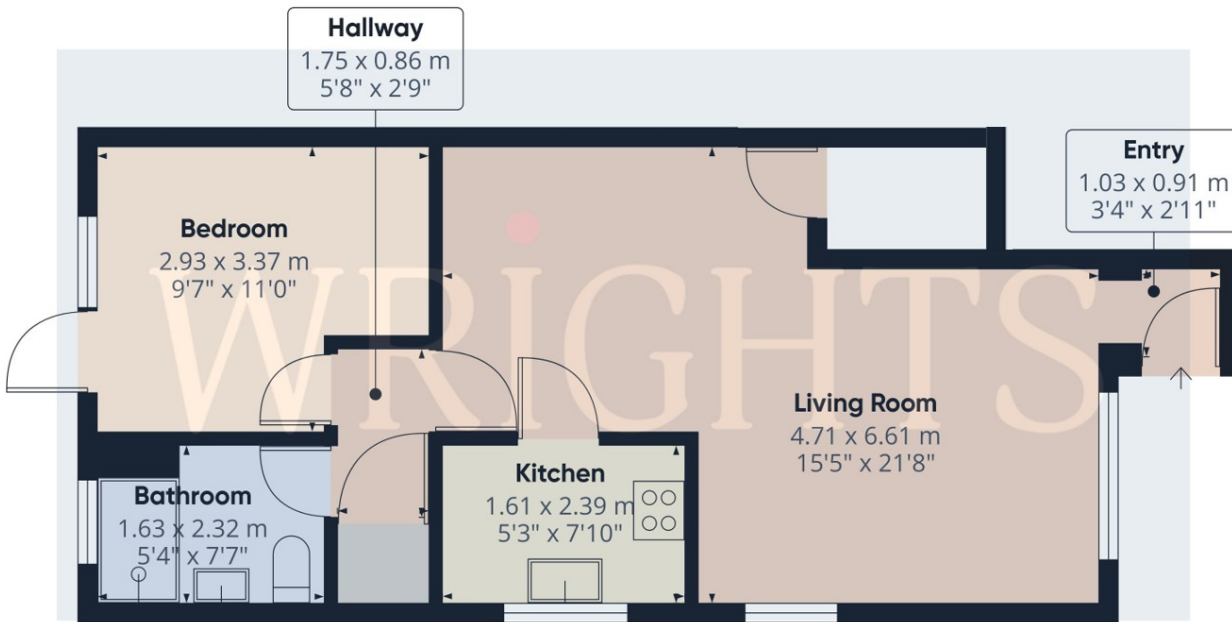 Hallway
1.75 x 0.86 m
5'8" x 2'9"
Entry
1.03 x 0.91 m
3'4" x 2'11"
Bedroom
2.93 x 3.37 m
9'7" x 11'0"
WRiGHTS
Living Room
4.71 x 6.61 m
15'5" x 21'8"
Kitchen
1.61 x 2.39 m
5'3" x 7'10"
Bathroom
1.63 x 2.32 m
5'4" x 7'7"